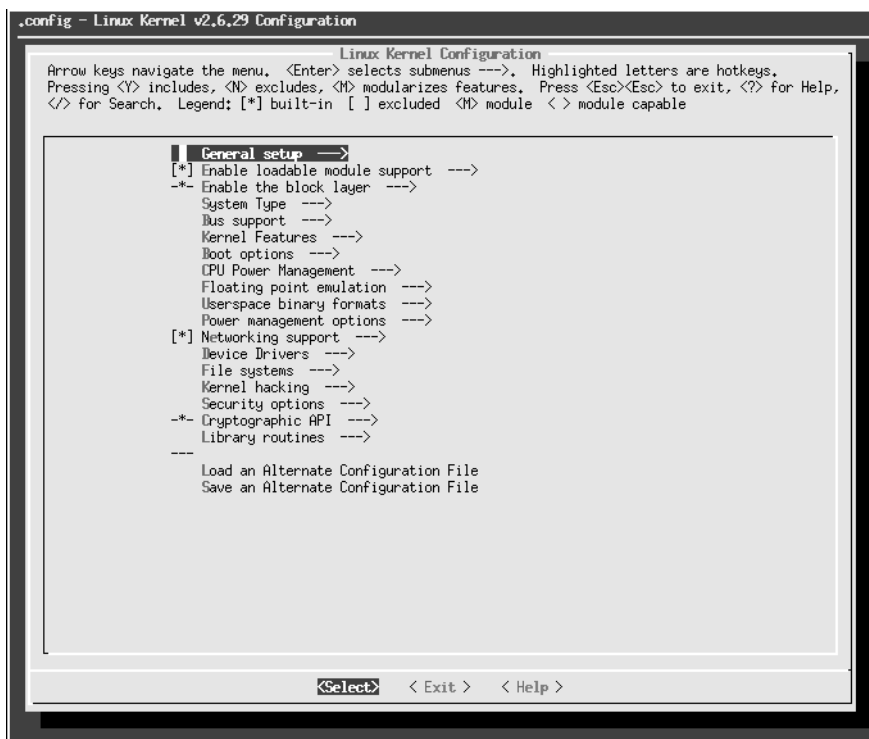 .config - Linux Kernel v2.6.29 Configuration
Linux Kernel Configuration
Arrow keys navigate the menu.  <Enter> selects submenus --->.  Highlighted letters are hotkeys.
Pressing <Y> includes, <N> excludes, <M> modularizes features.  Press <Esc><Esc> to exit, <?> for Help,
</> for Search.  Legend: [*] built-in  [ ] excluded  <M> module  < > module capable
General setup  --->
[*] Enable loadable module support  --->
-*- Enable the block layer  --->
System Type  --->
Bus support  --->
Kernel Features  --->
Boot options  --->
CPU Power Management  --->
Floating point emulation  --->
Userspace binary formats  --->
Power management options  --->
[*] Networking support  --->
Device Drivers  --->
File systems  --->
Kernel hacking  --->
Security options  --->
-*- Cryptographic API  --->
Library routines  --->
---
Load an Alternate Configuration File
Save an Alternate Configuration File
<Select>    < Exit >    < Help >